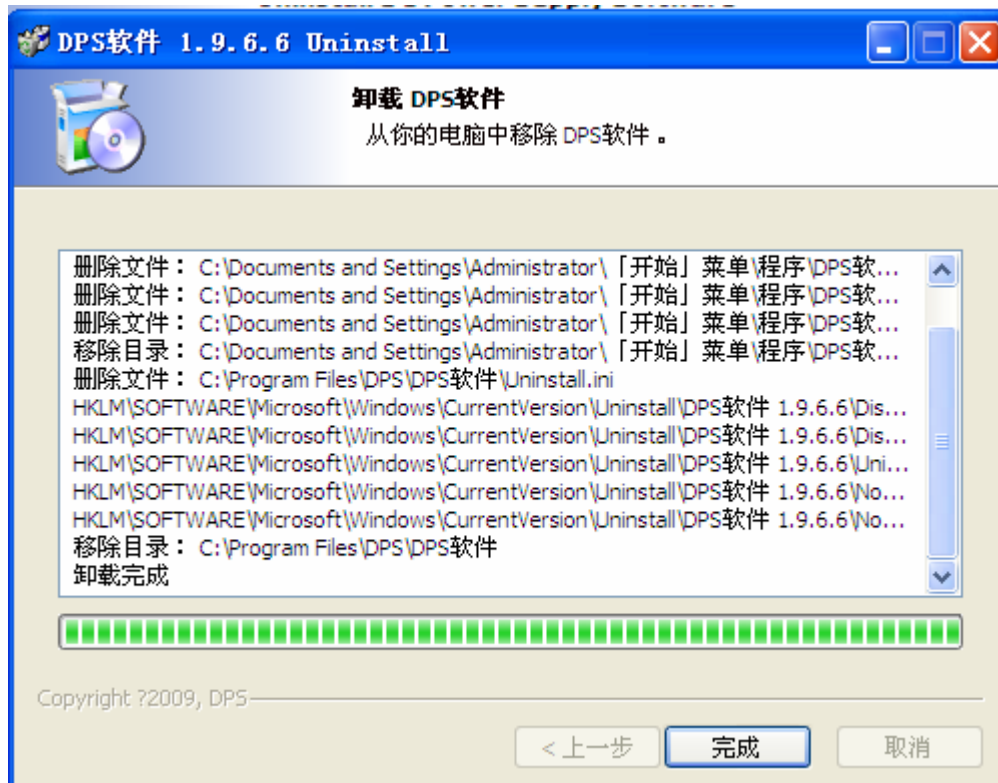 DPS软件 1.9.6.6 Uninstall
卸载 DPS软件
从你的电脑中移除 DPS软件 。
删除文件： C:\Documents and Settings\Administrator\「开始」菜单\程序\DPS软...
删除文件： C:\Documents and Settings\Administrator\「开始」菜单\程序\DPS软...
删除文件： C:\Documents and Settings\Administrator\「开始」菜单\程序\DPS软...
移除目录： C:\Documents and Settings\Administrator\「开始」菜单\程序\DPS软...
删除文件： C:\Program Files\DPS\DPS软件\Uninstall.ini
HKLM\SOFTWARE\Microsoft\Windows\CurrentVersion\Uninstall\DPS软件 1.9.6.6\Dis...
HKLM\SOFTWARE\Microsoft\Windows\CurrentVersion\Uninstall\DPS软件 1.9.6.6\Dis...
HKLM\SOFTWARE\Microsoft\Windows\CurrentVersion\Uninstall\DPS软件 1.9.6.6\Uni...
HKLM\SOFTWARE\Microsoft\Windows\CurrentVersion\Uninstall\DPS软件 1.9.6.6\No...
HKLM\SOFTWARE\Microsoft\Windows\CurrentVersion\Uninstall\DPS软件 1.9.6.6\No...
移除目录： C:\Program Files\DPS\DPS软件
卸载完成
Copyright ?2009, DPS
< 上一步
完成
取消